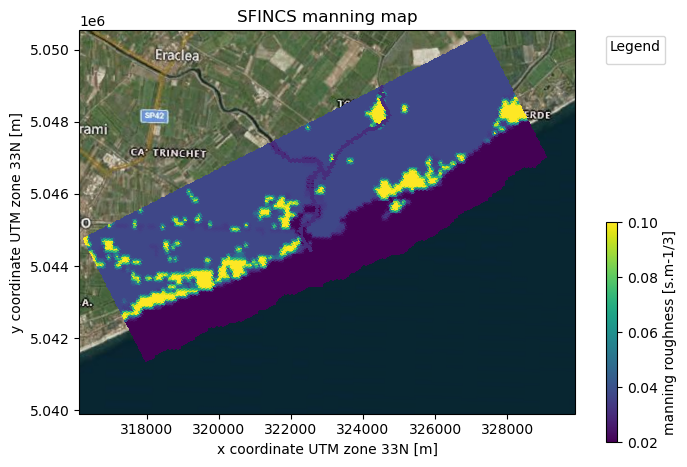 SFINCS manning map
1e6
Legend
5.050
5.048
5.046
5.044
5.042
5.040
y coordinate UTM zone 33N [m]
Eraclea
SP42
rami
CA' TRINCHET
ERDE
O
A.
318000 320000 322000 324000 326000 328000
x coordinate UTM zone 33N [m]
0.10
0.08
0.06
0.04
0.02
manning roughness [s.m-1/3]